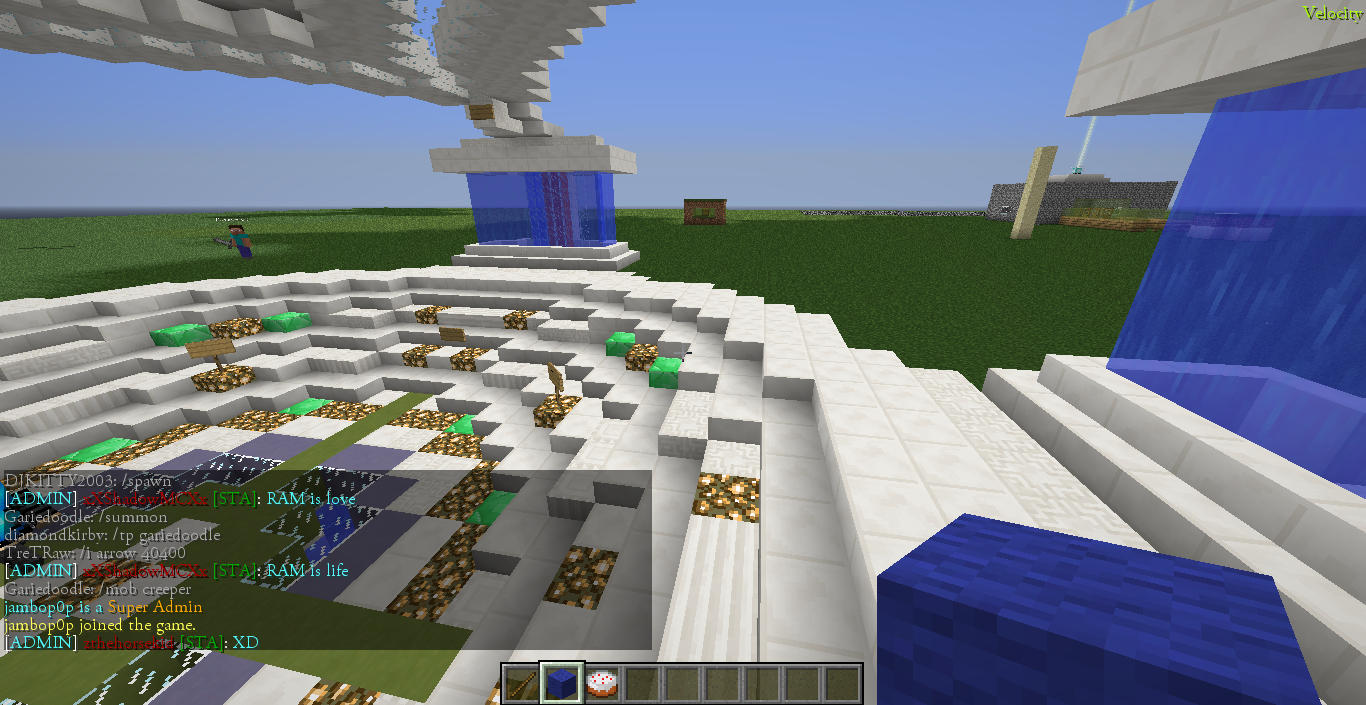 Velocity
DJKITTY2003: /spawn
[ADMIN] xXShadowMCXx [STA]: RAM is love
Gariedoodle: /summon
diamondkirby: /tp gariedoodle
TreTRaw: /i arrow 40400
[ADMIN] xXShadowMCXx [STA]: RAM is life
Gariedoodle: /mob creeper
jambop0p is a Super Admin
jambop0p joined the game.
[ADMIN] [STA]: XD